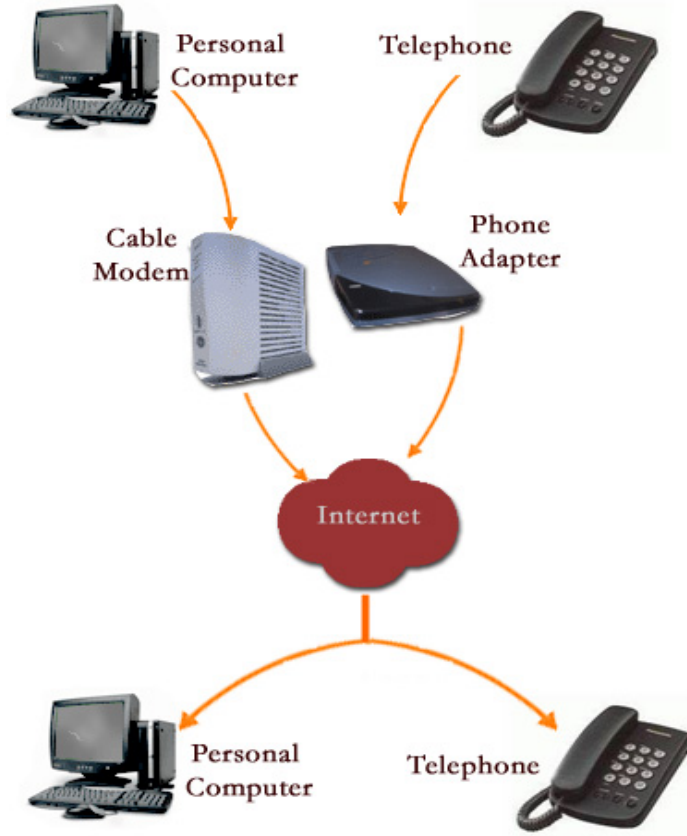 Personal
Computer
Telephone
Cable
Modem
Phone
Adapter
Internet
Personal
Computer
Telephone